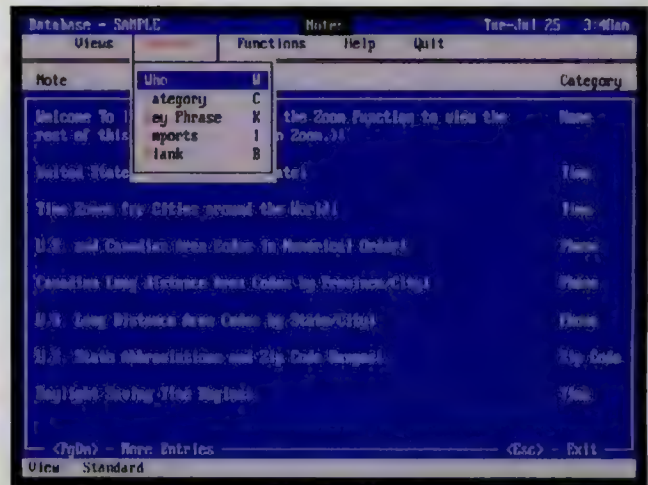 Database - SAMPLE Notes Tue-Jul 25 3:40am
Views Functions Help Quit
Note Category
Who W
ategory C
ey Phrase K
mports I
lank B
Welcome To the Zoom Function to view the Name
rest of this Zoom.)
United State Time
Time Zones for Cities around the World! Time
U.S. and Canadian Area Codes In Numerical Order! Phone
Canadian Long Distance Area Codes by Province/City! Phone
U.S. Long Distance Area Codes by State/City! Phone
U.S. State Abbreviations and Zip Code Ranges! Zip Code
Daylight Saving Time Time
<PgDn> - More Entries <Esc> - Exit
View Standard